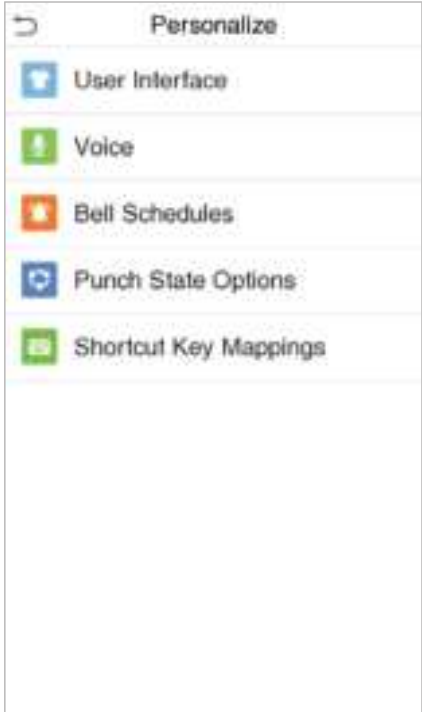 Personalize
User Interface
Voice
Bell Schedules
Punch State Options
Shortcut Key Mappings